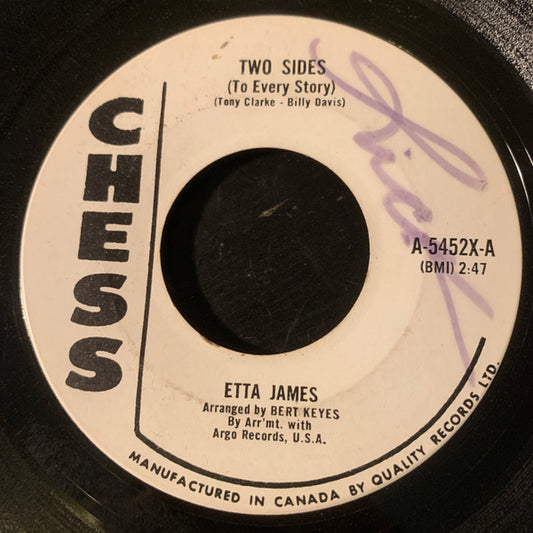 TWO SIDES
(To Every Story)
(Tony Clarke - Billy Davis)
CHESS
A-5452X-A
(BMI) 2:47
ETTA JAMES
Arranged by BERT KEYES
By Arr'mt. with
Argo Records, U.S.A.
MANUFACTURED IN CANADA BY QUALITY RECORDS LTD.